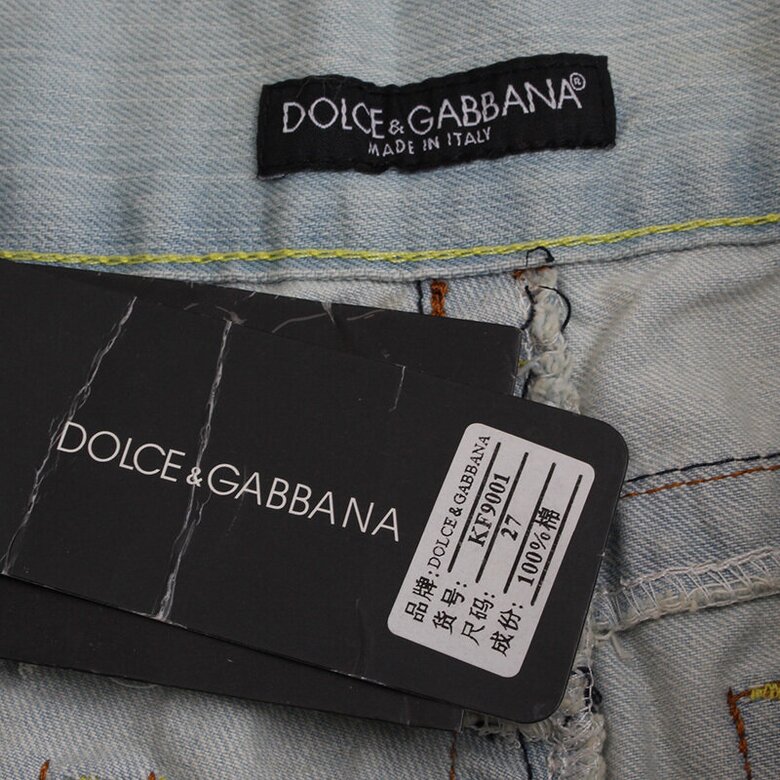 DOLCE & GABBANA®
MADE IN ITALY
DOLCE & GABBANA
品牌: DOLCE & GABBANA
货号: KF9001
尺码: 27
成份: 100%棉